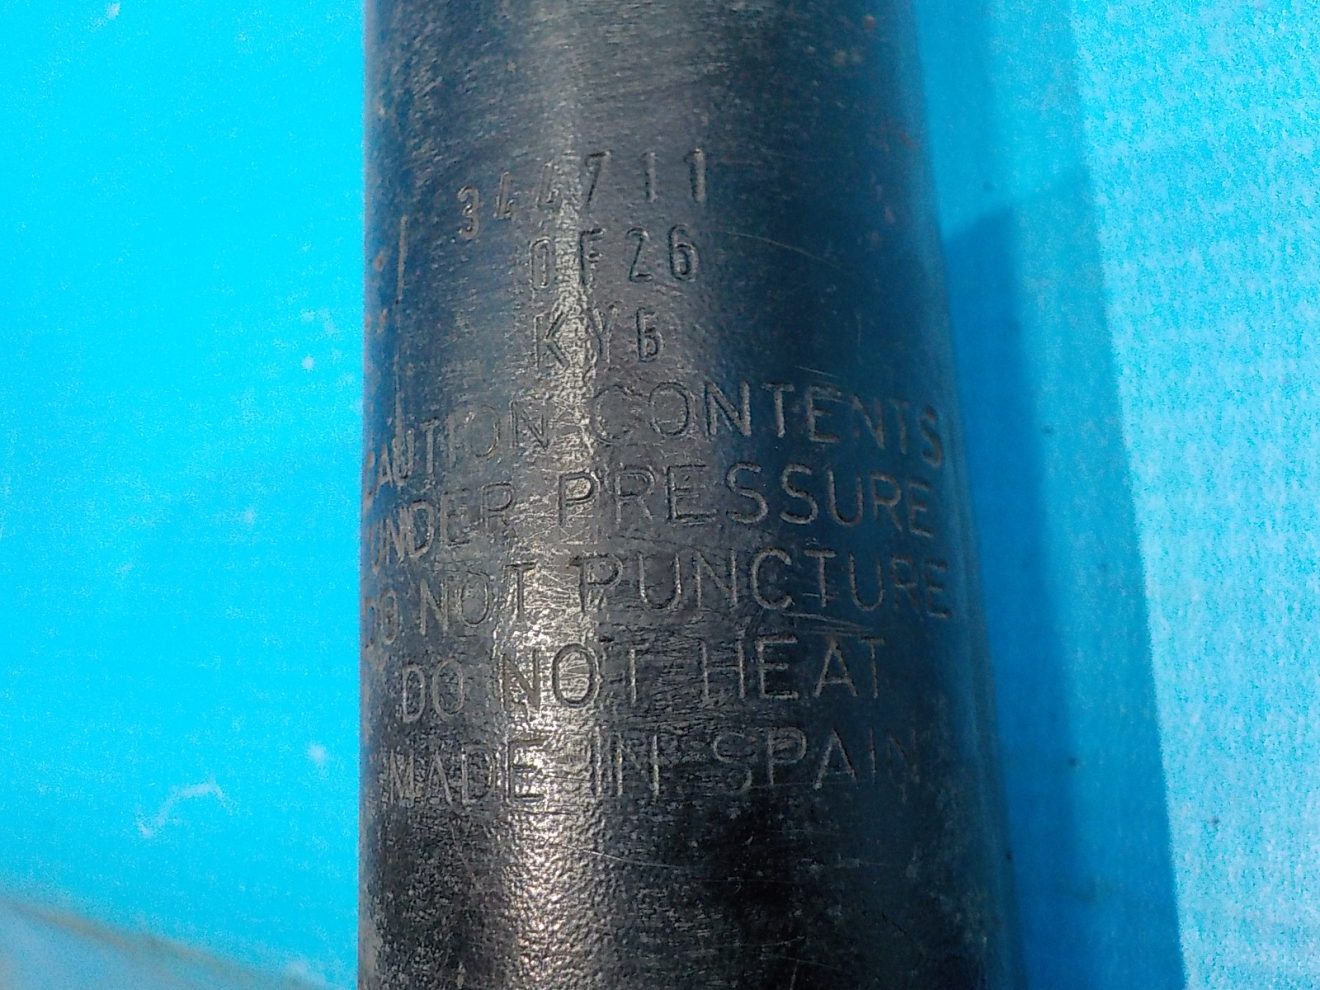 344711
0F26
KYB
CAUTION CONTENTS
UNDER PRESSURE
DO NOT PUNCTURE
DO NOT HEAT
MADE IN SPAIN